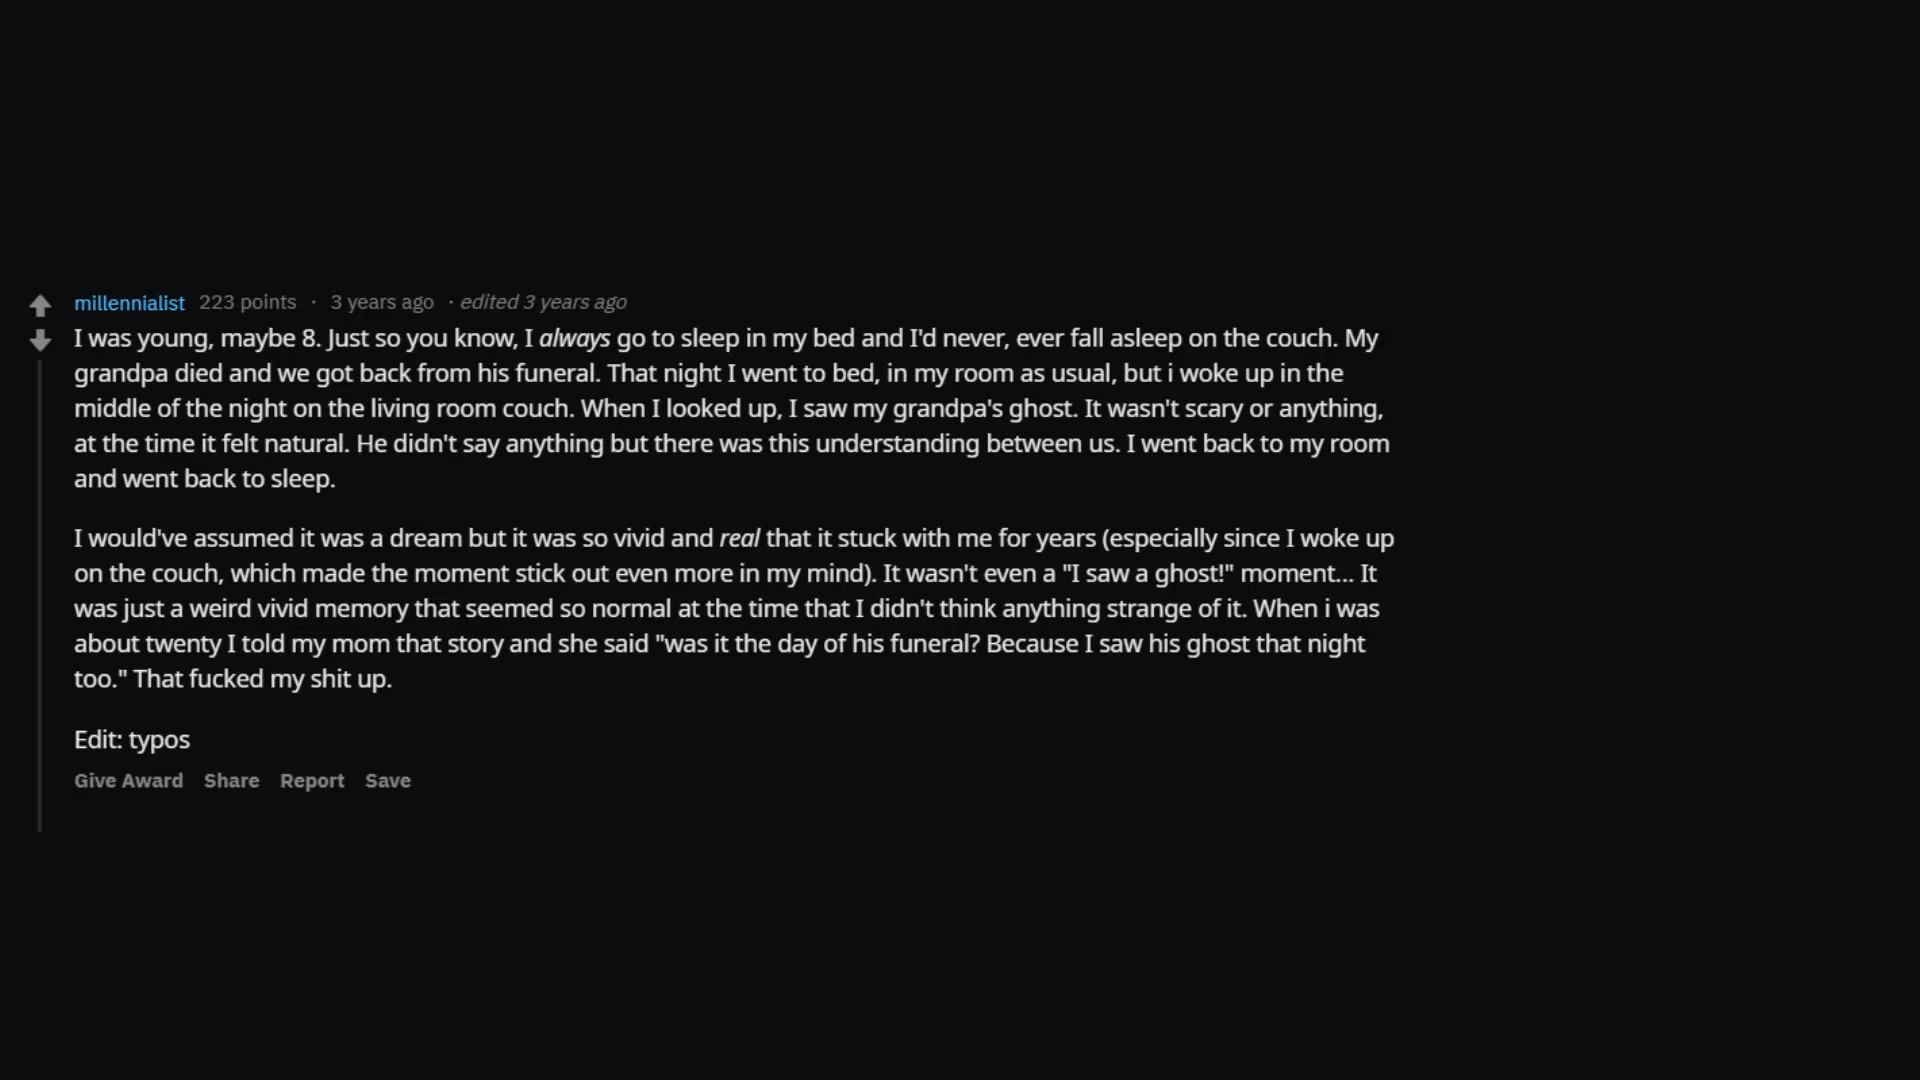 millennialist 223 points · 3 years ago · edited 3 years ago
I was young, maybe 8. Just so you know, I always go to sleep in my bed and I'd never, ever fall asleep on the couch. My
grandpa died and we got back from his funeral. That night I went to bed, in my room as usual, but i woke up in the
middle of the night on the living room couch. When I looked up, I saw my grandpa's ghost. It wasn't scary or anything,
at the time it felt natural. He didn't say anything but there was this understanding between us. I went back to my room
and went back to sleep.
I would've assumed it was a dream but it was so vivid and real that it stuck with me for years (especially since I woke up
on the couch, which made the moment stick out even more in my mind). It wasn't even a "I saw a ghost!" moment... It
was just a weird vivid memory that seemed so normal at the time that I didn't think anything strange of it. When i was
about twenty I told my mom that story and she said "was it the day of his funeral? Because I saw his ghost that night
too." That fucked my shit up.
Edit: typos
Give Award Share Report Save